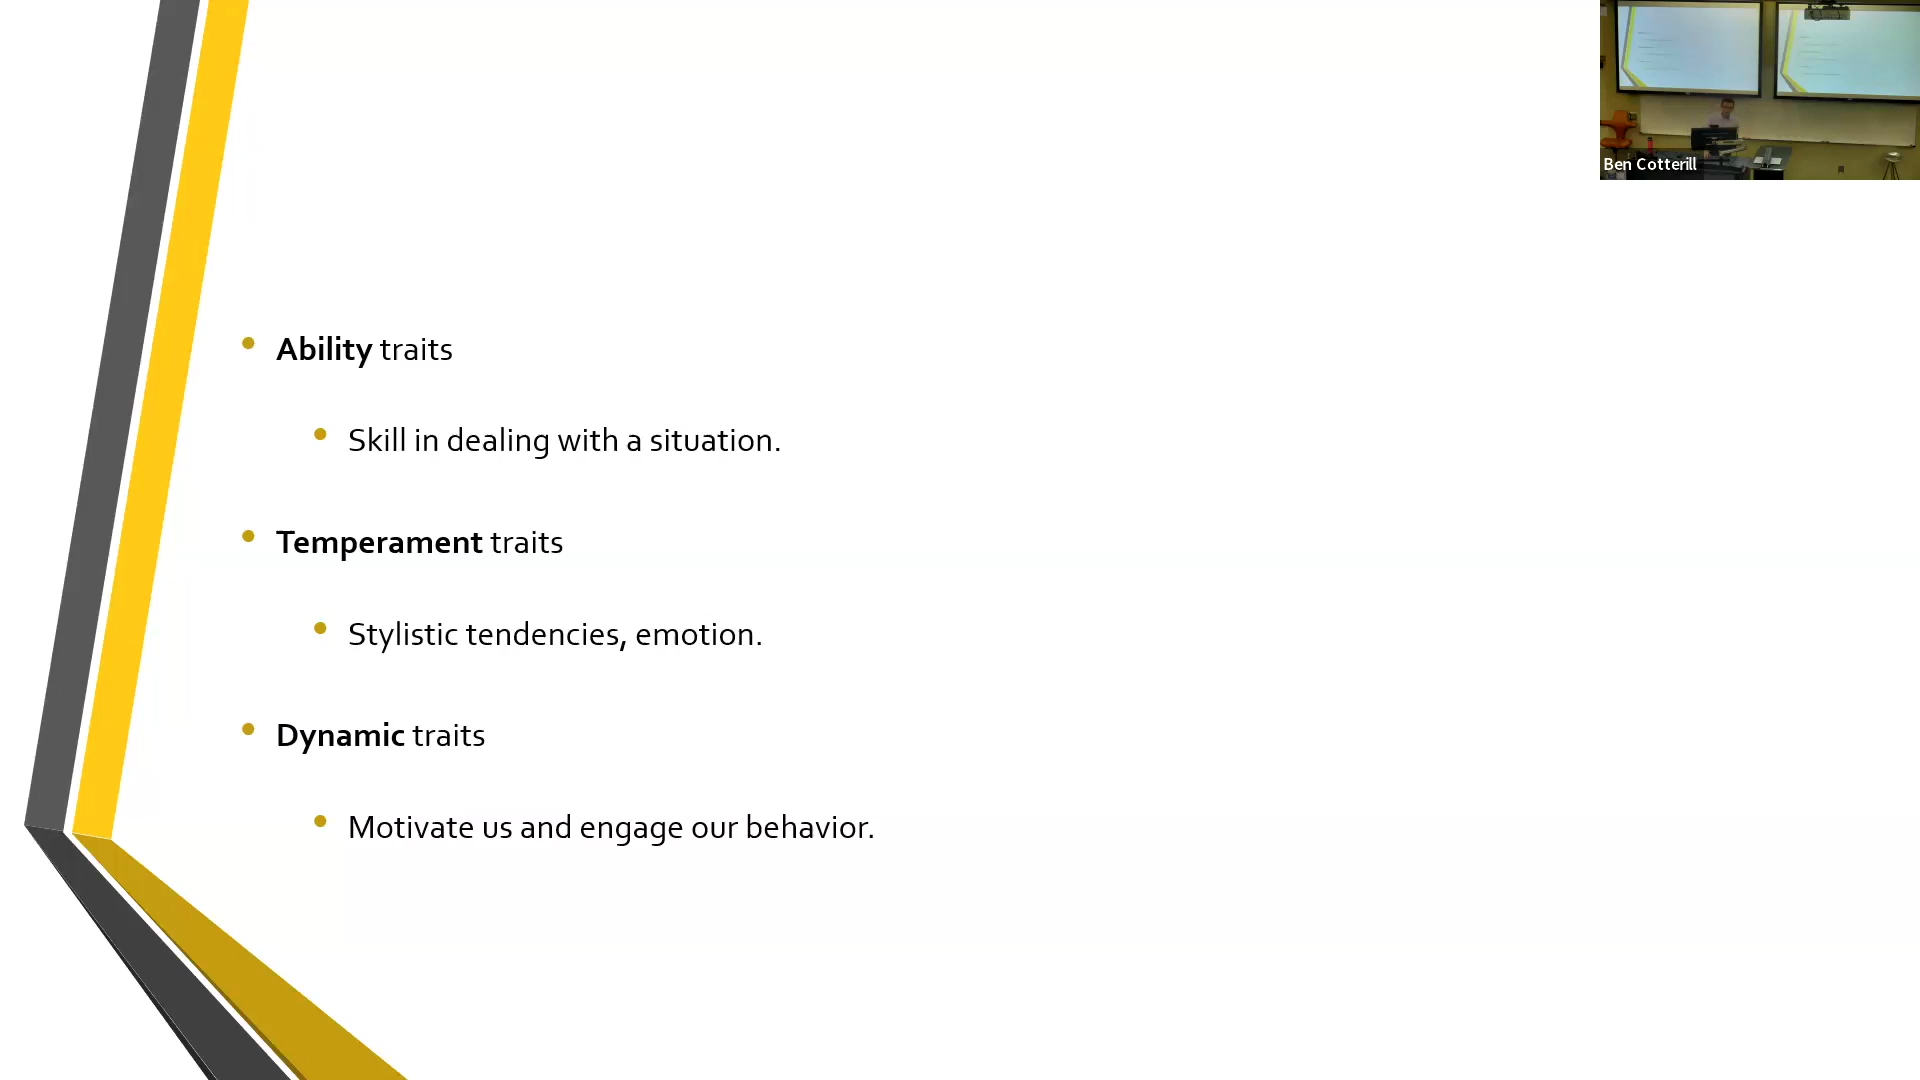 Ben Cotterill
Ability traits
Skill in dealing with a situation.
Temperament traits
Stylistic tendencies, emotion.
Dynamic traits
Motivate us and engage our behavior.